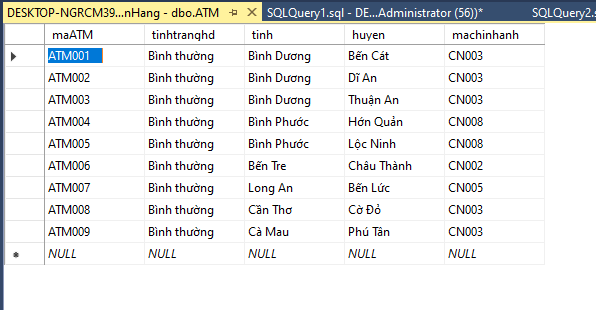 DESKTOP-NGRCM39...nHang - dbo.ATM SQLQuery1.sql - DE...Administrator (56))* SQLQuery2.s
maATM tinhtranghd tinh huyen machinhanh
ATM001 Bình thường Bình Dương Bến Cát CN003
ATM002 Bình thường Bình Dương Dĩ An CN003
ATM003 Bình thường Bình Dương Thuận An CN003
ATM004 Bình thường Bình Phước Hớn Quản CN008
ATM005 Bình thường Bình Phước Lộc Ninh CN008
ATM006 Bình thường Bến Tre Châu Thành CN002
ATM007 Bình thường Long An Bến Lức CN005
ATM008 Bình thường Cần Thơ Cờ Đỏ CN003
ATM009 Bình thường Cà Mau Phú Tân CN003
NULL NULL NULL NULL NULL